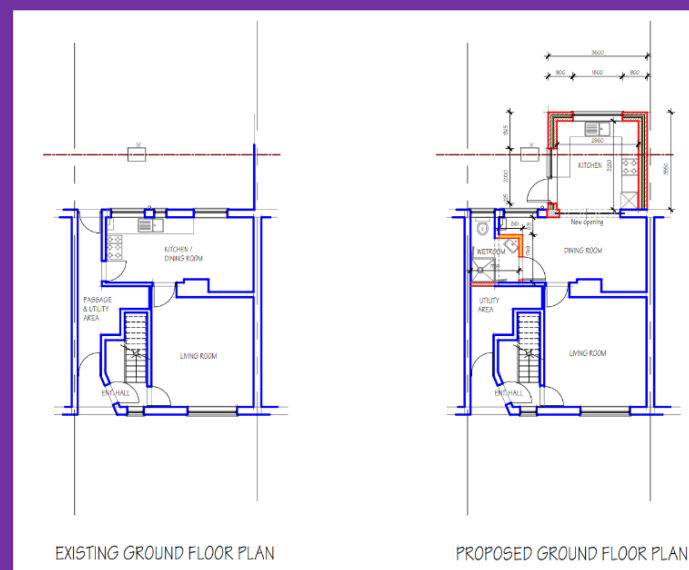 KITCHEN /
DINING ROOM
PASSAGE
& UTILITY
AREA
LIVING ROOM
ENT.HALL
EXISTING GROUND FLOOR PLAN
3600
800
1800
800
2860
KITCHEN
New opening
WETROOM
DINING ROOM
UTILITY
AREA
LIVING ROOM
ENT.HALL
PROPOSED GROUND FLOOR PLAN